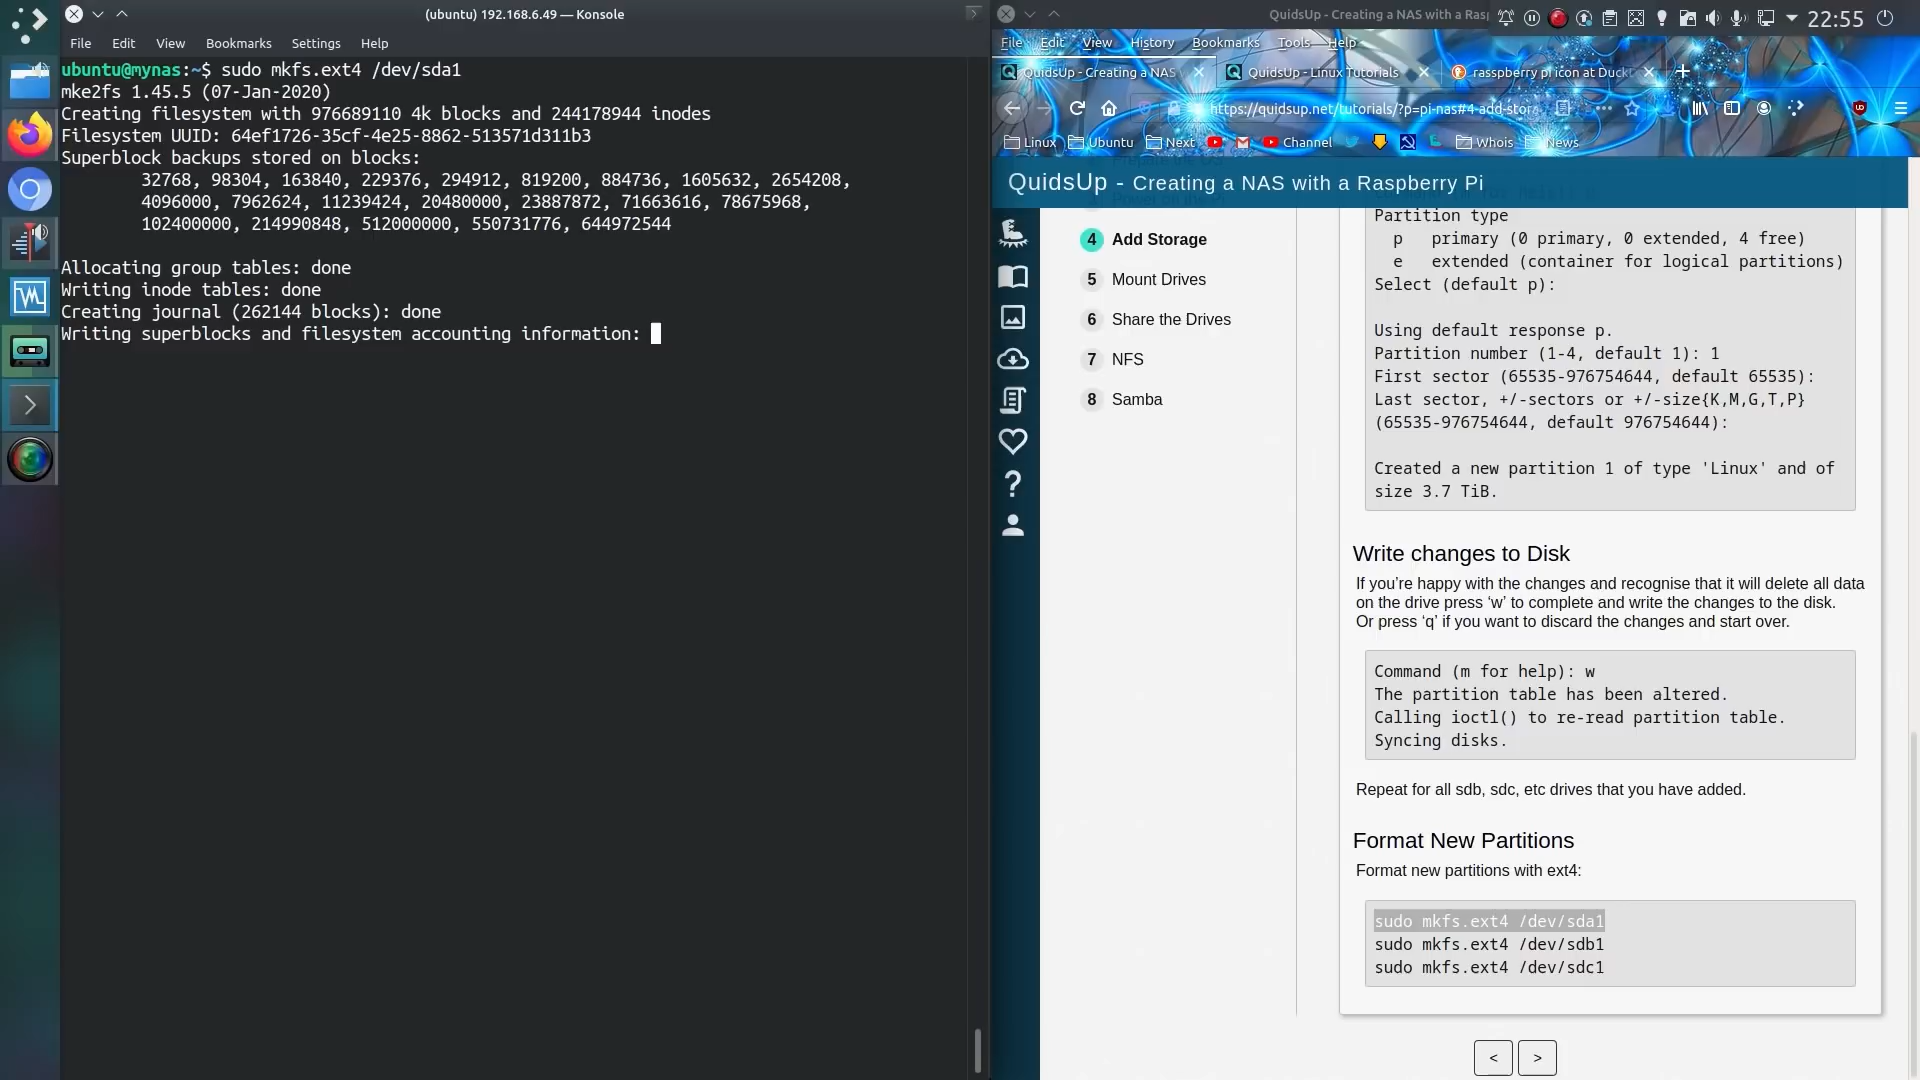 (ubuntu) 192.168.6.49 — Konsole
File Edit View Bookmarks Settings Help
ubuntu@mynas:~$ sudo mkfs.ext4 /dev/sda1
mke2fs 1.45.5 (07-Jan-2020)
Creating filesystem with 976689110 4k blocks and 244178944 inodes
Filesystem UUID: 64ef1726-35cf-4e25-8862-513571d311b3
Superblock backups stored on blocks:
32768, 98304, 163840, 229376, 294912, 819200, 884736, 1605632, 2654208,
4096000, 7962624, 11239424, 20480000, 23887872, 71663616, 78675968,
102400000, 214990848, 512000000, 550731776, 644972544
Allocating group tables: done
Writing inode tables: done
Creating journal (262144 blocks): done
Writing superblocks and filesystem accounting information:
QuidsUp - Creating a NAS with a Rasp
22:55
File Edit View History Bookmarks Tools Help
QuidsUp - Creating a NAS
QuidsUp - Linux Tutorials
rasspberry pi icon at Duck
https://quidsup.net/tutorials/?p=pi-nas#4-add-stor
Linux Ubuntu Next Channel Whois News
QuidsUp - Creating a NAS with a Raspberry Pi
4 Add Storage
5 Mount Drives
6 Share the Drives
7 NFS
8 Samba
Partition type
p primary (0 primary, 0 extended, 4 free)
e extended (container for logical partitions)
Select (default p):
Using default response p.
Partition number (1-4, default 1): 1
First sector (65535-976754644, default 65535):
Last sector, +/-sectors or +/-size{K,M,G,T,P}
(65535-976754644, default 976754644):
Created a new partition 1 of type 'Linux' and of
size 3.7 TiB.
Write changes to Disk
If you’re happy with the changes and recognise that it will delete all data
on the drive press ‘w’ to complete and write the changes to the disk.
Or press ‘q’ if you want to discard the changes and start over.
Command (m for help): w
The partition table has been altered.
Calling ioctl() to re-read partition table.
Syncing disks.
Repeat for all sdb, sdc, etc drives that you have added.
Format New Partitions
Format new partitions with ext4:
sudo mkfs.ext4 /dev/sda1
sudo mkfs.ext4 /dev/sdb1
sudo mkfs.ext4 /dev/sdc1
< >